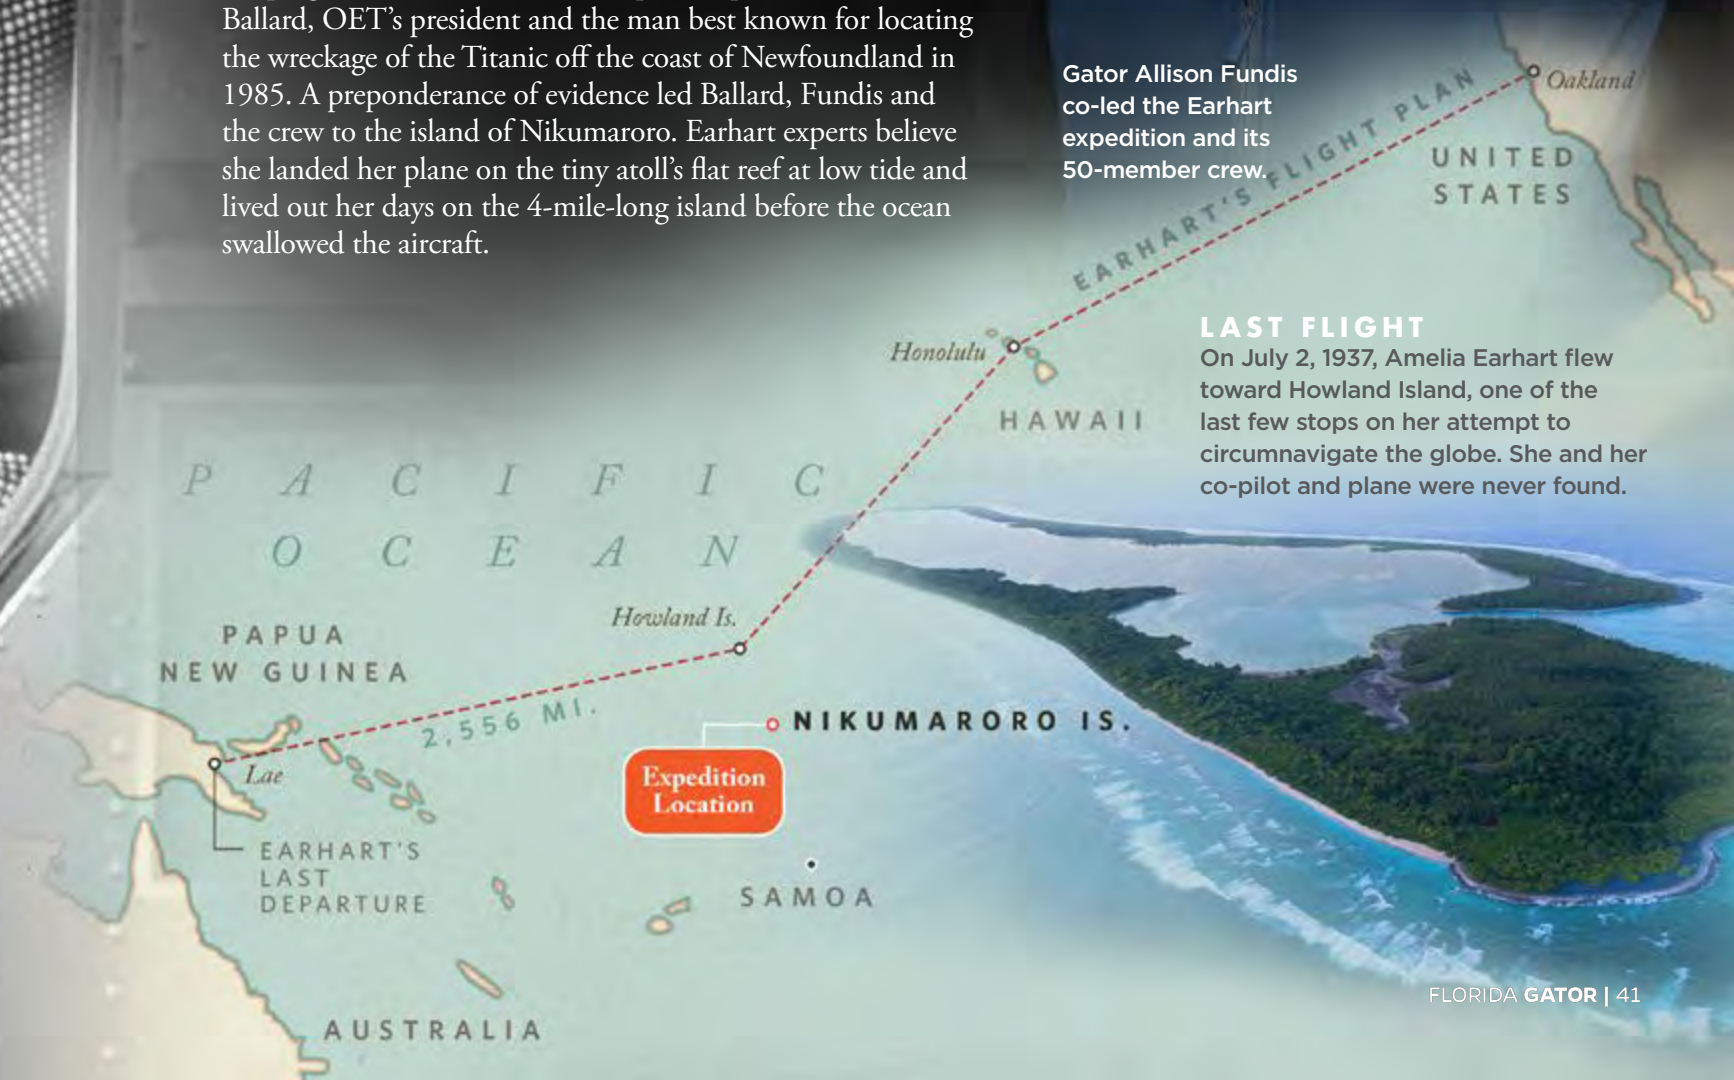 Ballard, OET’s president and the man best known for locating
the wreckage of the Titanic off the coast of Newfoundland in
1985. A preponderance of evidence led Ballard, Fundis and
the crew to the island of Nikumaroro. Earhart experts believe
she landed her plane on the tiny atoll’s flat reef at low tide and
lived out her days on the 4-mile-long island before the ocean
swallowed the aircraft.
Gator Allison Fundis
co-led the Earhart
expedition and its
50-member crew.
Oakland
EARHART'S FLIGHT PLAN
UNITED
STATES
Honolulu
HAWAII
LAST FLIGHT
On July 2, 1937, Amelia Earhart flew
toward Howland Island, one of the
last few stops on her attempt to
circumnavigate the globe. She and her
co-pilot and plane were never found.
PACIFIC
OCEAN
Howland Is.
PAPUA
NEW GUINEA
2,556 MI.
NIKUMARORO IS.
Lae
Expedition
Location
EARHART'S
LAST
DEPARTURE
SAMOA
AUSTRALIA
FLORIDA GATOR | 41